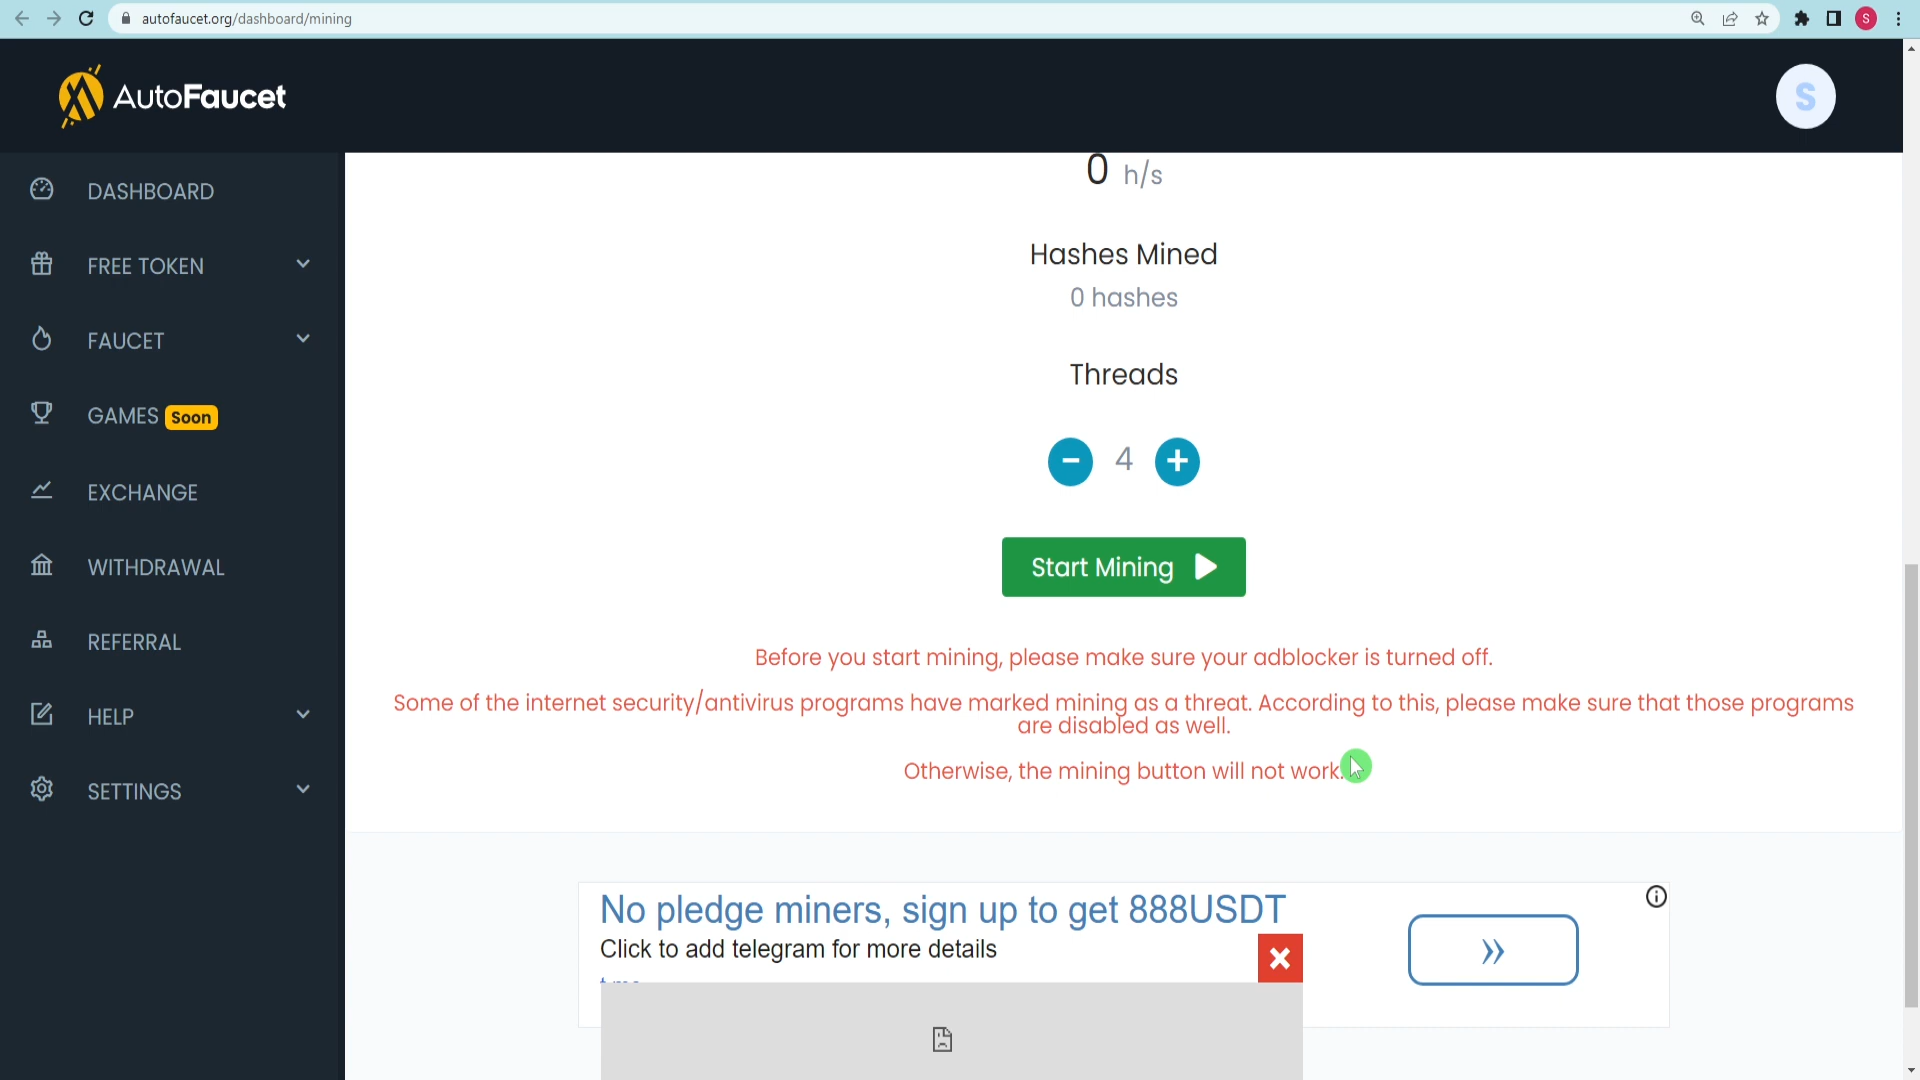 autofaucet.org/dashboard/mining
S
AutoFaucet
S
DASHBOARD
FREE TOKEN
FAUCET
GAMES Soon
EXCHANGE
WITHDRAWAL
REFERRAL
HELP
SETTINGS
0 h/s
Hashes Mined
0 hashes
Threads
4
Start Mining
Before you start mining, please make sure your adblocker is turned off.
Some of the internet security/antivirus programs have marked mining as a threat. According to this, please make sure that those programs
are disabled as well.
Otherwise, the mining button will not work.
No pledge miners, sign up to get 888USDT
Click to add telegram for more details